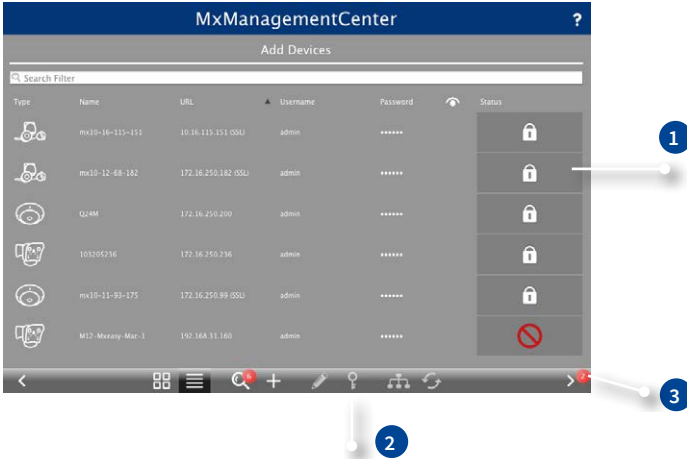 MxManagementCenter ?
Add Devices
Search Filter
Type Name URL Username Password Status
mx10-16-115-151 10.16.115.151 (SSL) admin ••••••
mx10-12-68-182 172.16.250.182 (SSL) admin ••••••
Q24M 172.16.250.200 admin ••••••
103205236 172.16.250.236 admin ••••••
mx10-11-93-175 172.16.250.99 (SSL) admin ••••••
M12-Mxeasy-Mar-1 192.168.31.160 admin ••••••
6
2
1
2
3